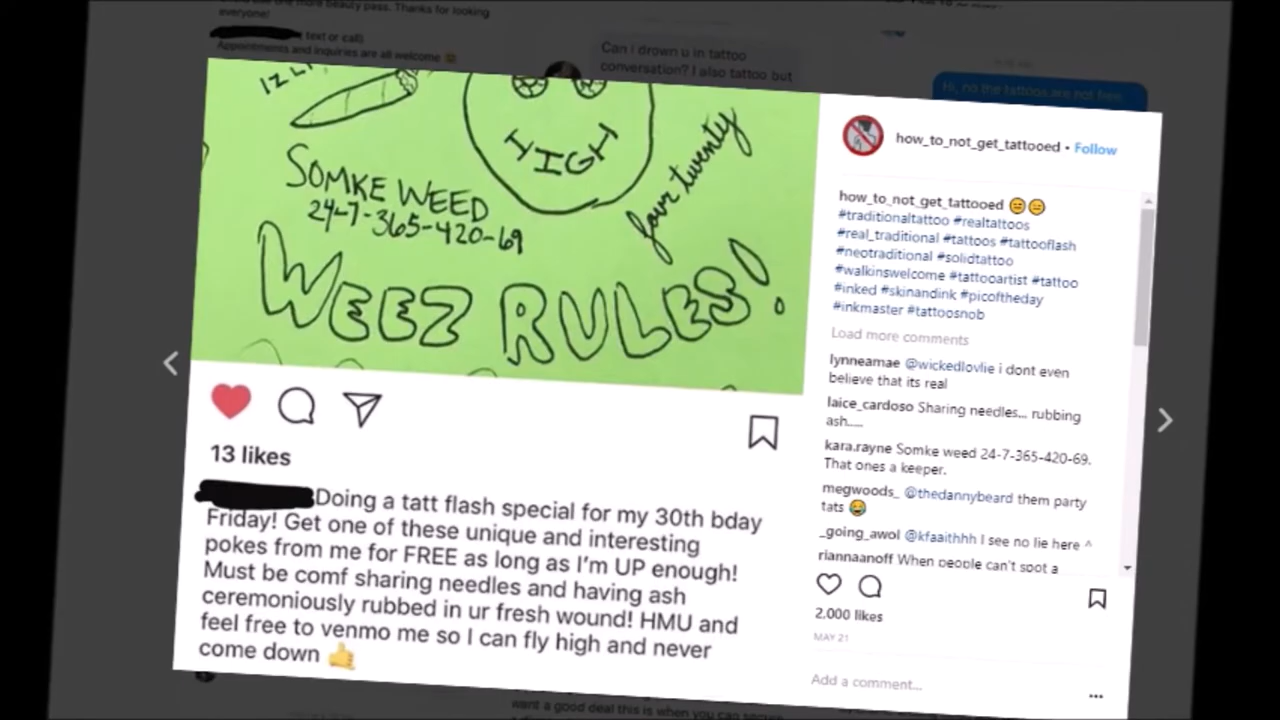 everyone!
text or call)
Appointments and inquiries are all welcome
Can i drown u in tattoo
conversation? I also tattoo but
Hi, no the tattoos are not free
SOMKE WEED
24-7-365-420-69
HIGH
four twenty
WEEZ RULES!
13 likes
Doing a tatt flash special for my 30th bday
Friday! Get one of these unique and interesting
pokes from me for FREE as long as I'm UP enough!
Must be comf sharing needles and having ash
ceremoniously rubbed in ur fresh wound! HMU and
feel free to venmo me so I can fly high and never
come down 🤙
how_to_not_get_tattooed • Follow
how_to_not_get_tattooed 😑😑
#traditionaltattoo #realtattoos
#real_traditional #tattoos #tattooflash
#neotraditional #solidtattoo
#walkinswelcome #tattooartist #tattoo
#inked #skinandink #picoftheday
#inkmaster #tattoosnob
Load more comments
lynneamae @wickedlovlie i dont even
believe that its real
laice_cardoso Sharing needles... rubbing
ash.....
kara.rayne Somke weed 24-7-365-420-69.
That ones a keeper.
megwoods_ @thedannybeard them party
tats 😂
_going_awol @kfaaithhh I see no lie here ^
riannaanoff When people can't spot a
2,000 likes
MAY 21
Add a comment...
want a good deal this is when you can